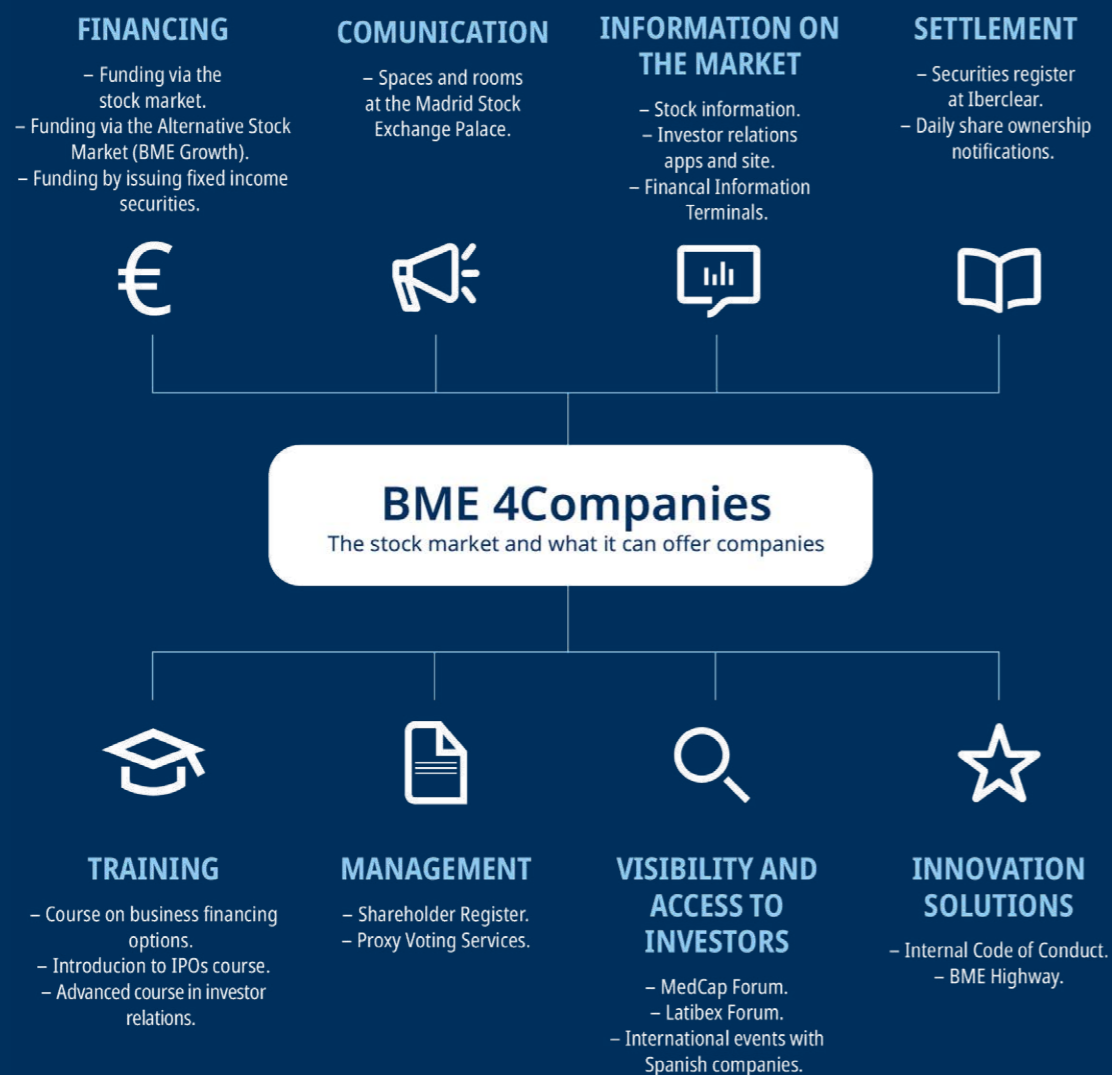 FINANCING
– Funding via the
stock market.
– Funding via the Alternative Stock
Market (BME Growth).
– Funding by issuing fixed income
securities.
COMUNICATION
– Spaces and rooms
at the Madrid Stock
Exchange Palace.
INFORMATION ON
THE MARKET
– Stock information.
– Investor relations
apps and site.
– Financal Information
Terminals.
SETTLEMENT
– Securities register
at Iberclear.
– Daily share ownership
notifications.
€
BME 4Companies
The stock market and what it can offer companies
TRAINING
– Course on business financing
options.
– Introducion to IPOs course.
– Advanced course in investor
relations.
MANAGEMENT
– Shareholder Register.
– Proxy Voting Services.
VISIBILITY AND
ACCESS TO
INVESTORS
– MedCap Forum.
– Latibex Forum.
– International events with
Spanish companies.
INNOVATION
SOLUTIONS
– Internal Code of Conduct.
– BME Highway.